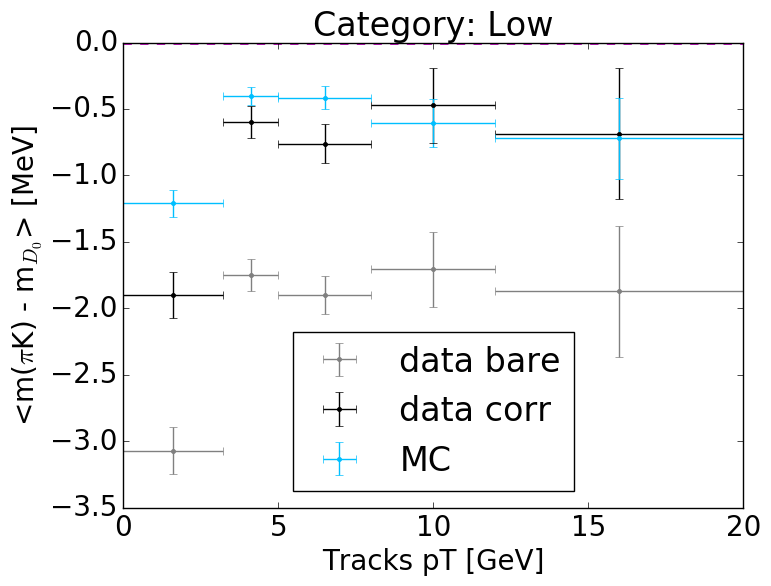 Category: Low
<m(πK) - m_{D_0}> [MeV]
0.0
−0.5
−1.0
−1.5
−2.0
−2.5
−3.0
−3.5
data bare
data corr
MC
0 5 10 15 20
Tracks pT [GeV]